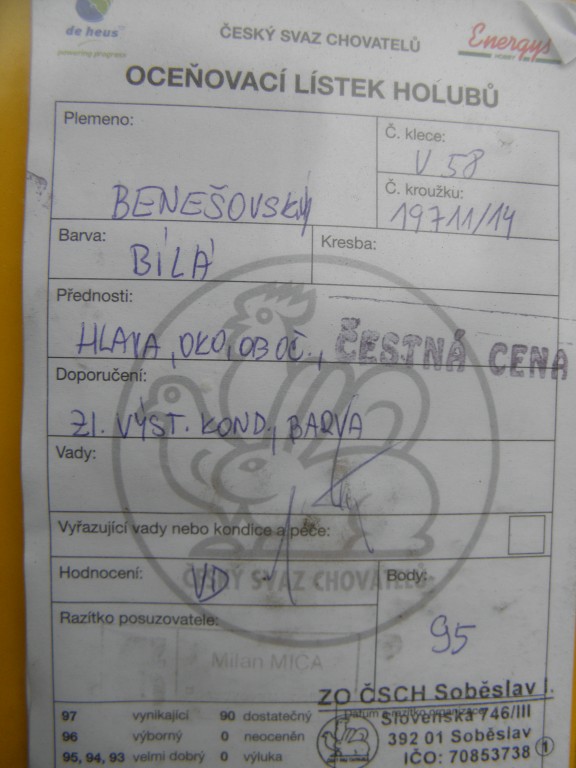 de heus
powering progress
ČESKÝ SVAZ CHOVATELŮ
Energys
HOBBY
OCEŇOVACÍ LÍSTEK HOLUBŮ
Plemeno:
BENEŠOVSKÝ
Č. klece:
V 58
Č. kroužku:
19711/14
Barva:
BÍLÁ
Kresba:
Přednosti:
HLAVA, OKO, OBOČ., ČESTNÁ CENA
Doporučení:
ZL. VÝST. KOND., BARVA
Vady:
Vyřazující vady nebo kondice a péče:
Hodnocení:
VD
ČESKÝ SVAZ CHOVATELŮ
Body:
95
Razítko posuzovatele:
Milan MICA
ZO ČSCH Soběslav I.
Slovenská 746/III
392 01 Soběslav
IČO: 70853738 1
97 vynikající 90 dostatečný
96 výborný 0 neoceněn
95, 94, 93 velmi dobrý 0 výluka